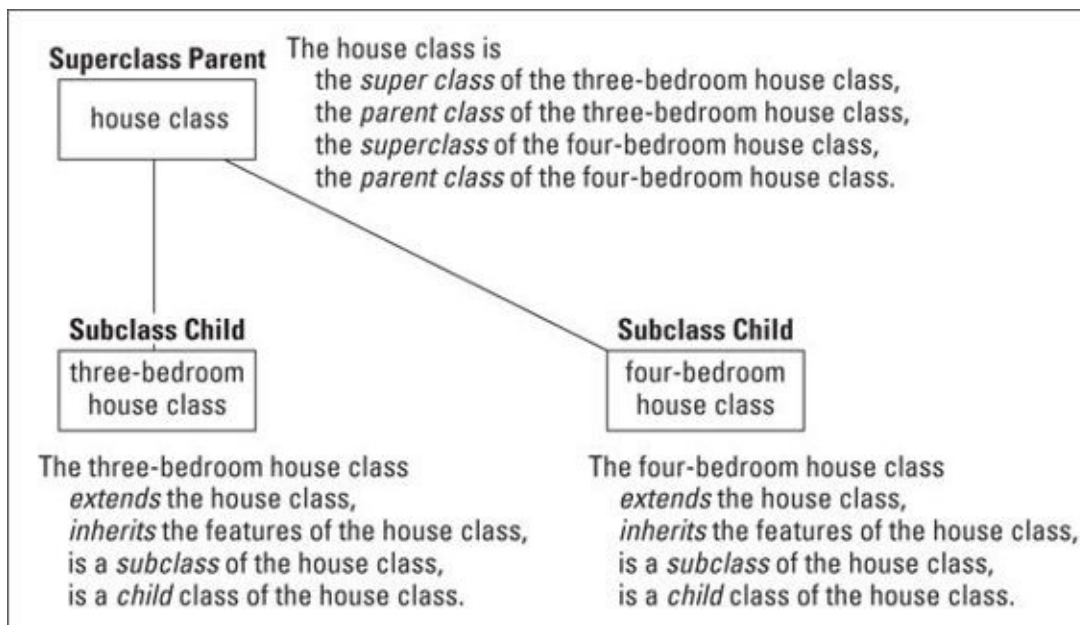 Superclass Parent
house class
The house class is
the super class of the three-bedroom house class,
the parent class of the three-bedroom house class,
the superclass of the four-bedroom house class,
the parent class of the four-bedroom house class.
Subclass Child
three-bedroom
house class
The three-bedroom house class
extends the house class,
inherits the features of the house class,
is a subclass of the house class,
is a child class of the house class.
Subclass Child
four-bedroom
house class
The four-bedroom house class
extends the house class,
inherits the features of the house class,
is a subclass of the house class,
is a child class of the house class.